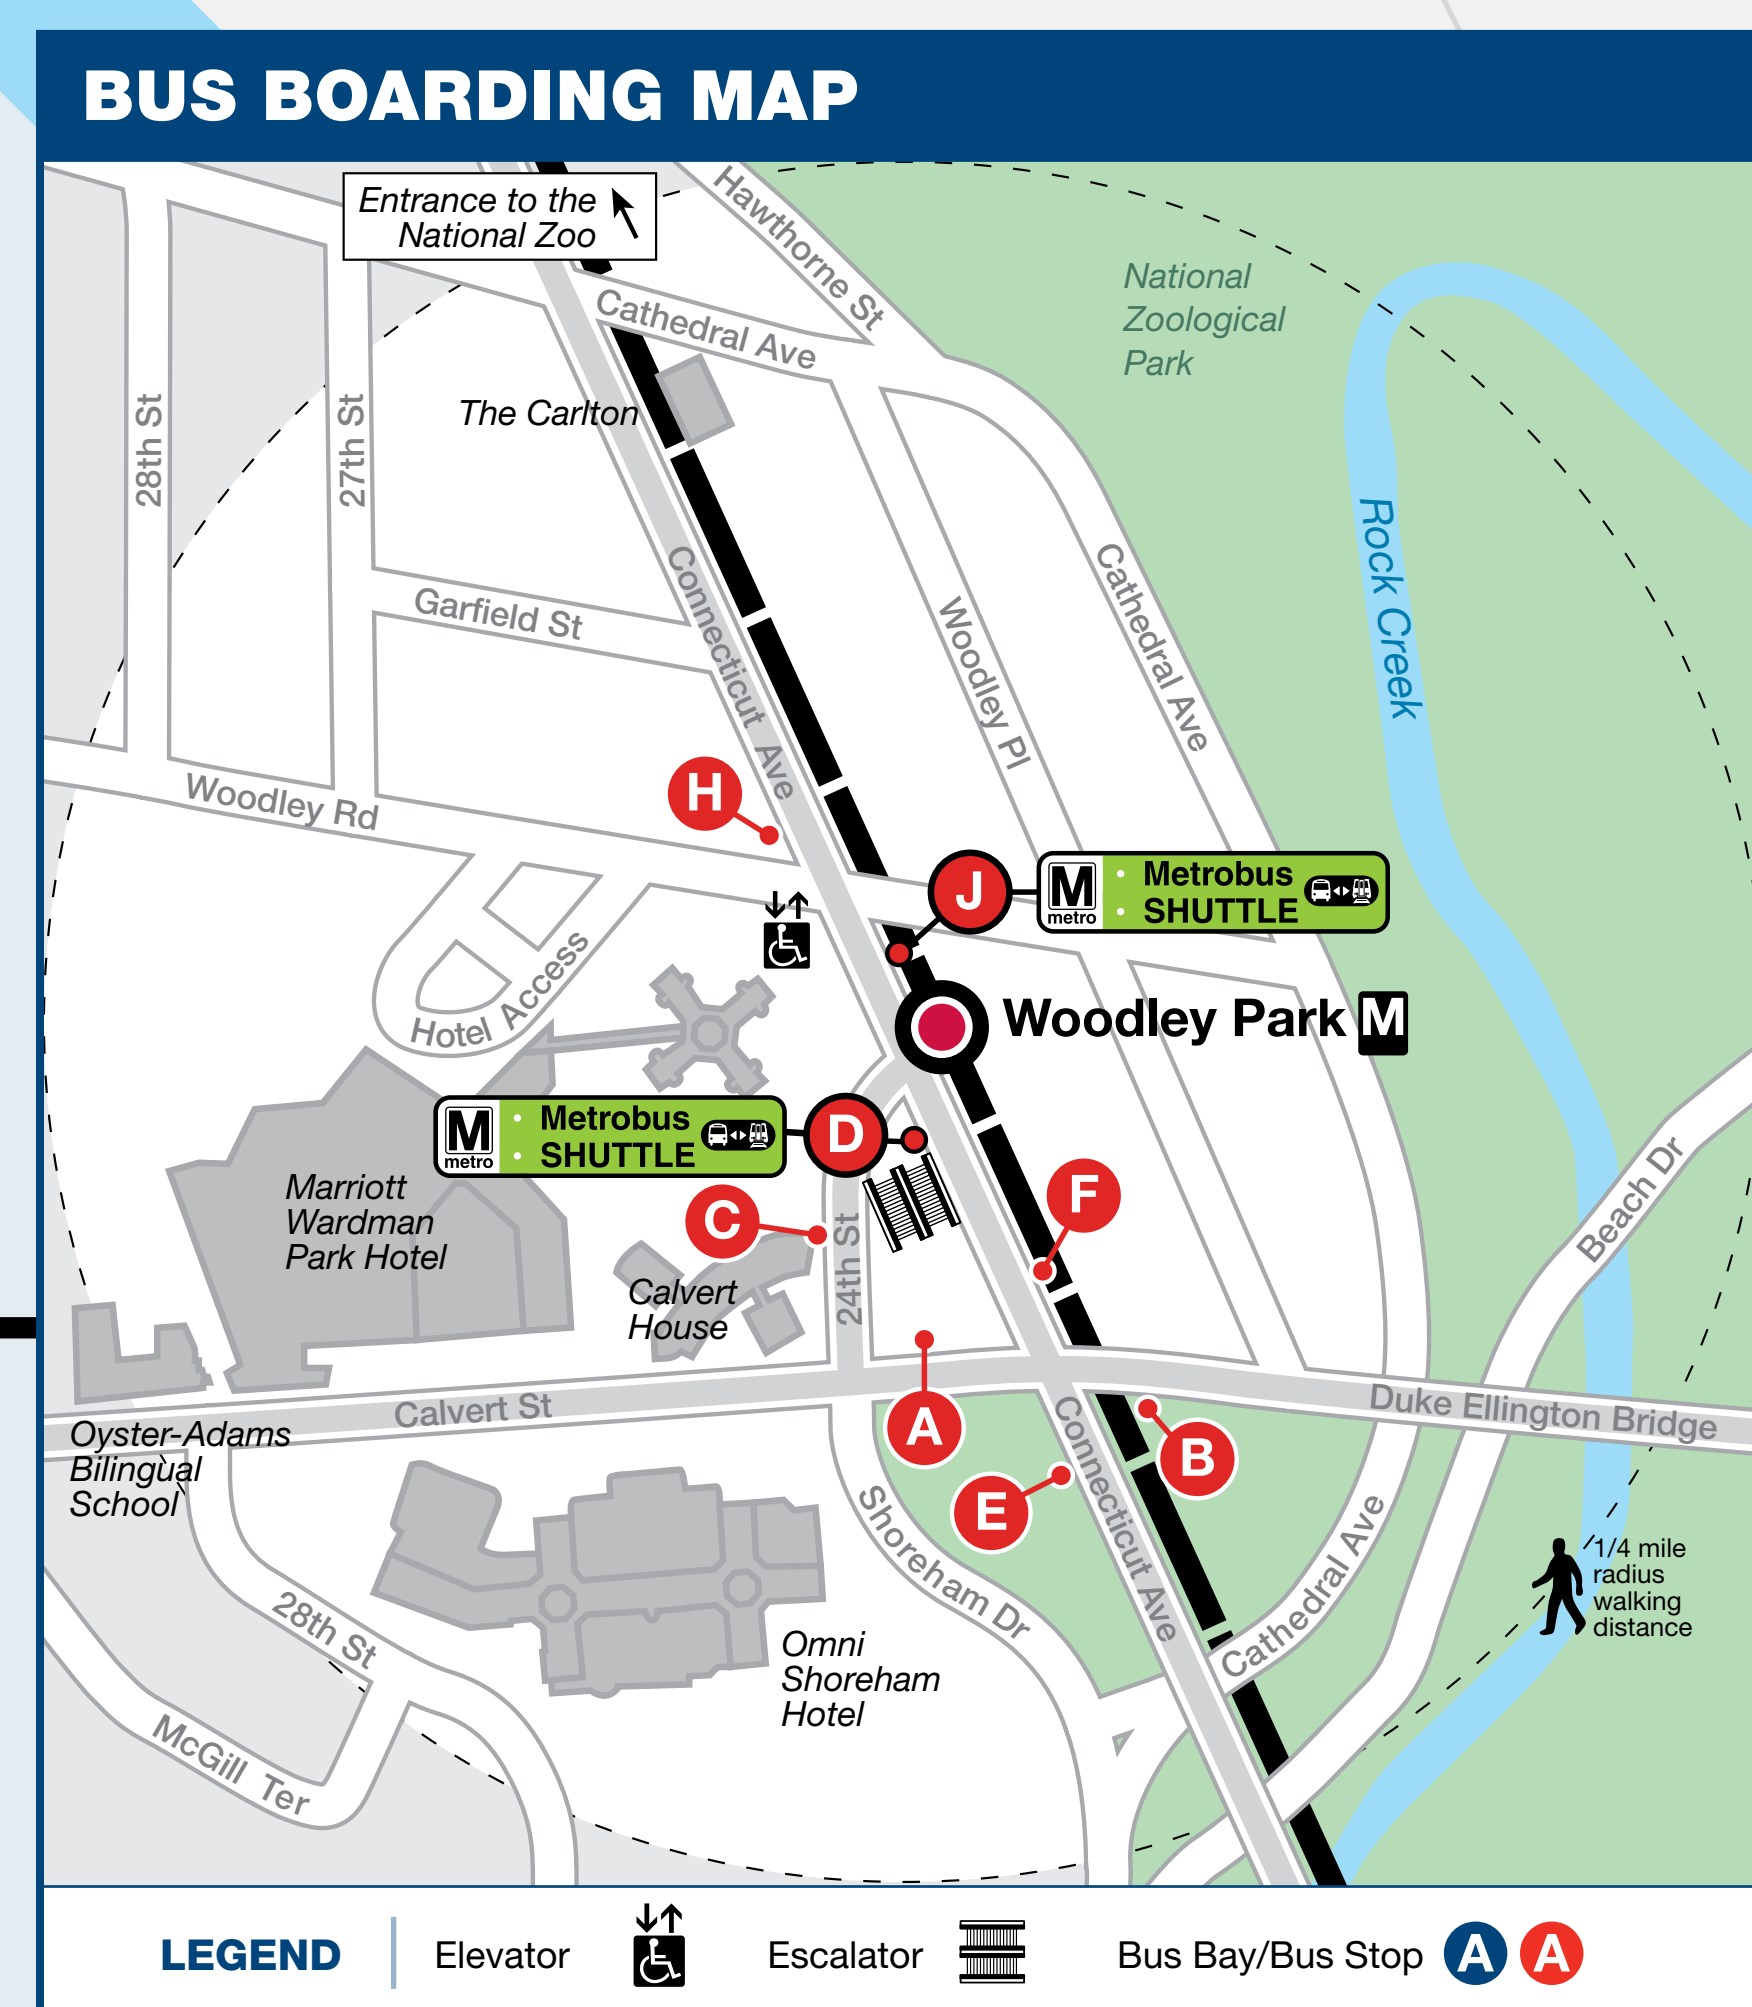 BUS BOARDING MAP
Entrance to the
National Zoo
Hawthorne St
Cathedral Ave
National
Zoological
Park
28th St
27th St
The Carlton
Rock Creek
Connecticut Ave
Garfield St
Woodley Pl
Cathedral Ave
Woodley Rd
H
J
M
metro
• Metrobus
• SHUTTLE
Hotel Access
Woodley Park M
M
metro
• Metrobus
• SHUTTLE
D
Marriott
Wardman
Park Hotel
C
F
24th St
Beach Dr
Calvert
House
Calvert St
A
B
E
Duke Ellington Bridge
Oyster-Adams
Bilingual
School
Connecticut Ave
Shoreham Dr
Cathedral Ave
1/4 mile
radius
walking
distance
28th St
Omni
Shoreham
Hotel
McGill Ter
LEGEND
Elevator
Escalator
Bus Bay/Bus Stop A A